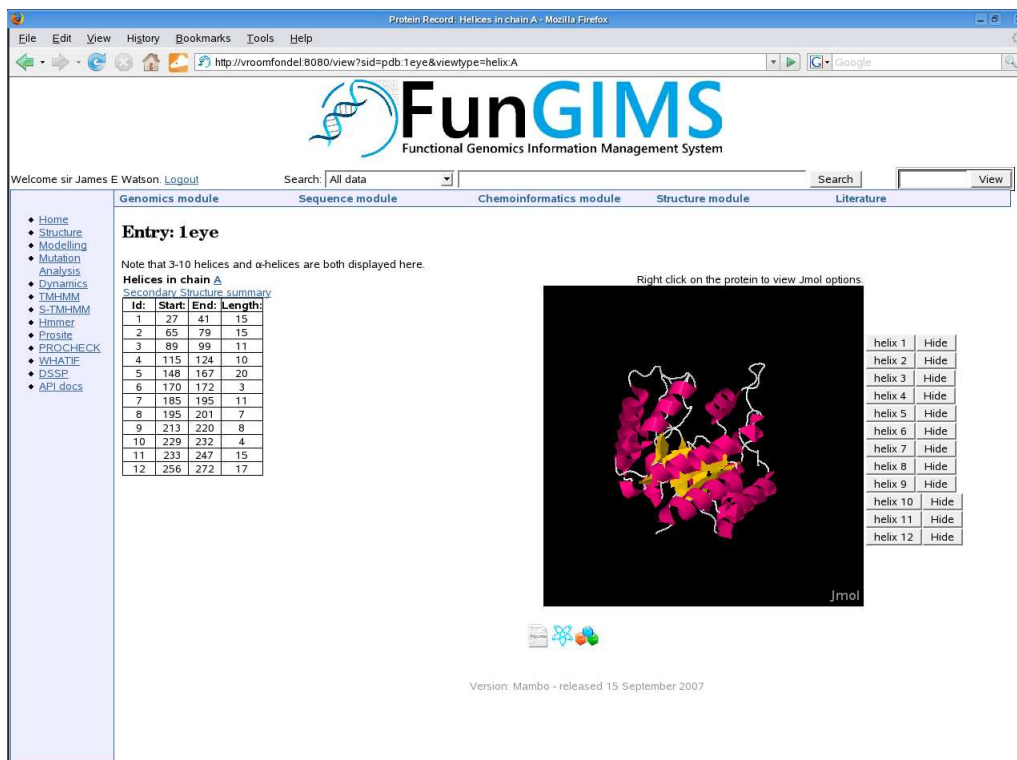 Protein Record: Helices in chain A - Mozilla Firefox
File Edit View History Bookmarks Tools Help
http://vroomfondel:8080/view?sid=pdb:1eye&viewtype=helix:A
G Google
FunGIMS
Functional Genomics Information Management System
Welcome sir James E Watson. Logout Search: All data Search View
Genomics module Sequence module Chemoinformatics module Structure module Literature
Home
Structure
Modelling
Mutation
Analysis
Dynamics
TMHMM
S-TMHMM
Hmmer
Prosite
PROCHECK
WHATIF
DSSP
API docs
Entry: 1eye
Note that 3-10 helices and α-helices are both displayed here.
Helices in chain A
Secondary Structure summary
Id: Start: End: Length:
1 27 41 15
2 65 79 15
3 89 99 11
4 115 124 10
5 148 167 20
6 170 172 3
7 185 195 11
8 195 201 7
9 213 220 8
10 229 232 4
11 233 247 15
12 256 272 17
Right click on the protein to view Jmol options.
Jmol
helix 1 Hide
helix 2 Hide
helix 3 Hide
helix 4 Hide
helix 5 Hide
helix 6 Hide
helix 7 Hide
helix 8 Hide
helix 9 Hide
helix 10 Hide
helix 11 Hide
helix 12 Hide
Version: Mambo - released 15 September 2007